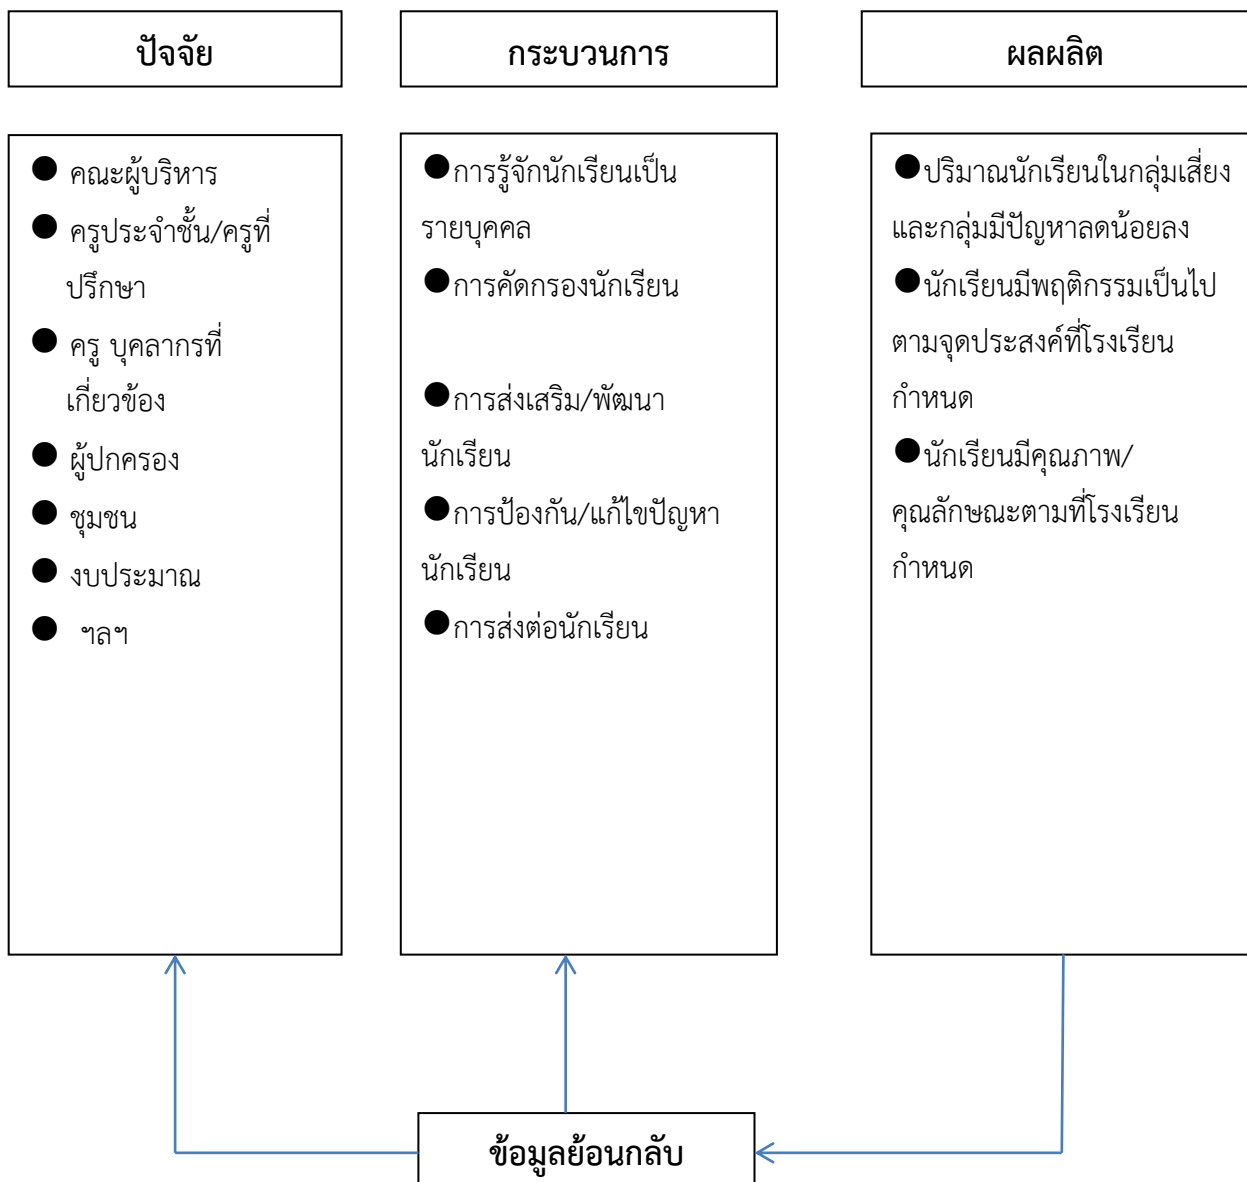 ปัจจัย
กระบวนการ
ผลผลิต
● คณะผู้บริหาร
● ครูประจำชั้น/ครูที่
ปรึกษา
● ครู บุคลากรที่
เกี่ยวข้อง
● ผู้ปกครอง
● ชุมชน
● งบประมาณ
● ฯลฯ
●การรู้จักนักเรียนเป็น
รายบุคคล
●การคัดกรองนักเรียน
●การส่งเสริม/พัฒนา
นักเรียน
●การป้องกัน/แก้ไขปัญหา
นักเรียน
●การส่งต่อนักเรียน
●ปริมาณนักเรียนในกลุ่มเสี่ยง
และกลุ่มมีปัญหาลดน้อยลง
●นักเรียนมีพฤติกรรมเป็นไป
ตามจุดประสงค์ที่โรงเรียน
กำหนด
●นักเรียนมีคุณภาพ/
คุณลักษณะตามที่โรงเรียน
กำหนด
ข้อมูลย้อนกลับ